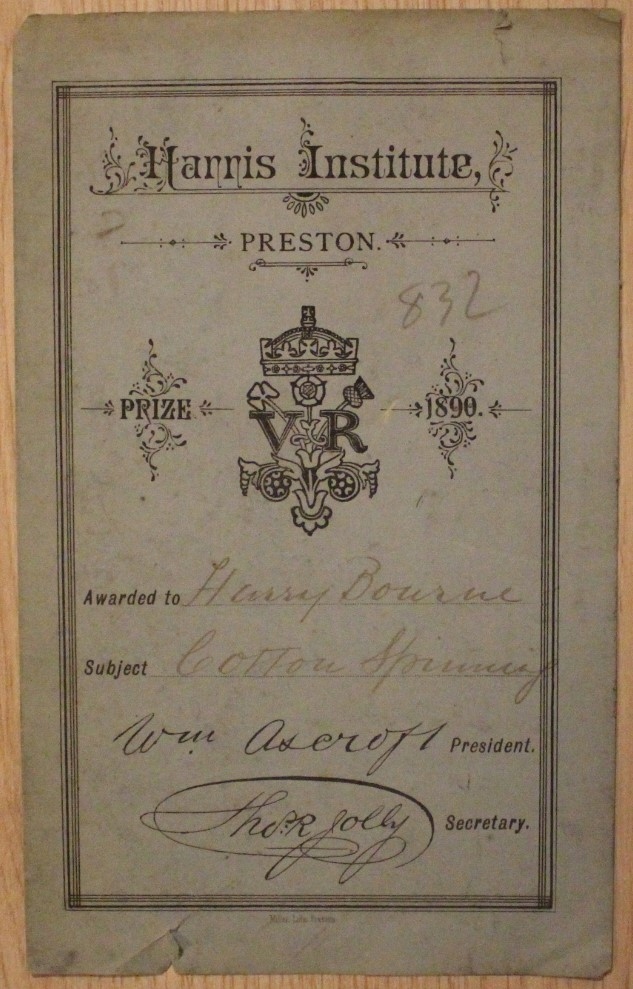 Harris Institute,
PRESTON.
832
PRIZE
VR
1890.
Awarded to Harry Bourne
Subject Cotton Spinning
Wm Ascroft President.
Thos. R Jolly Secretary.